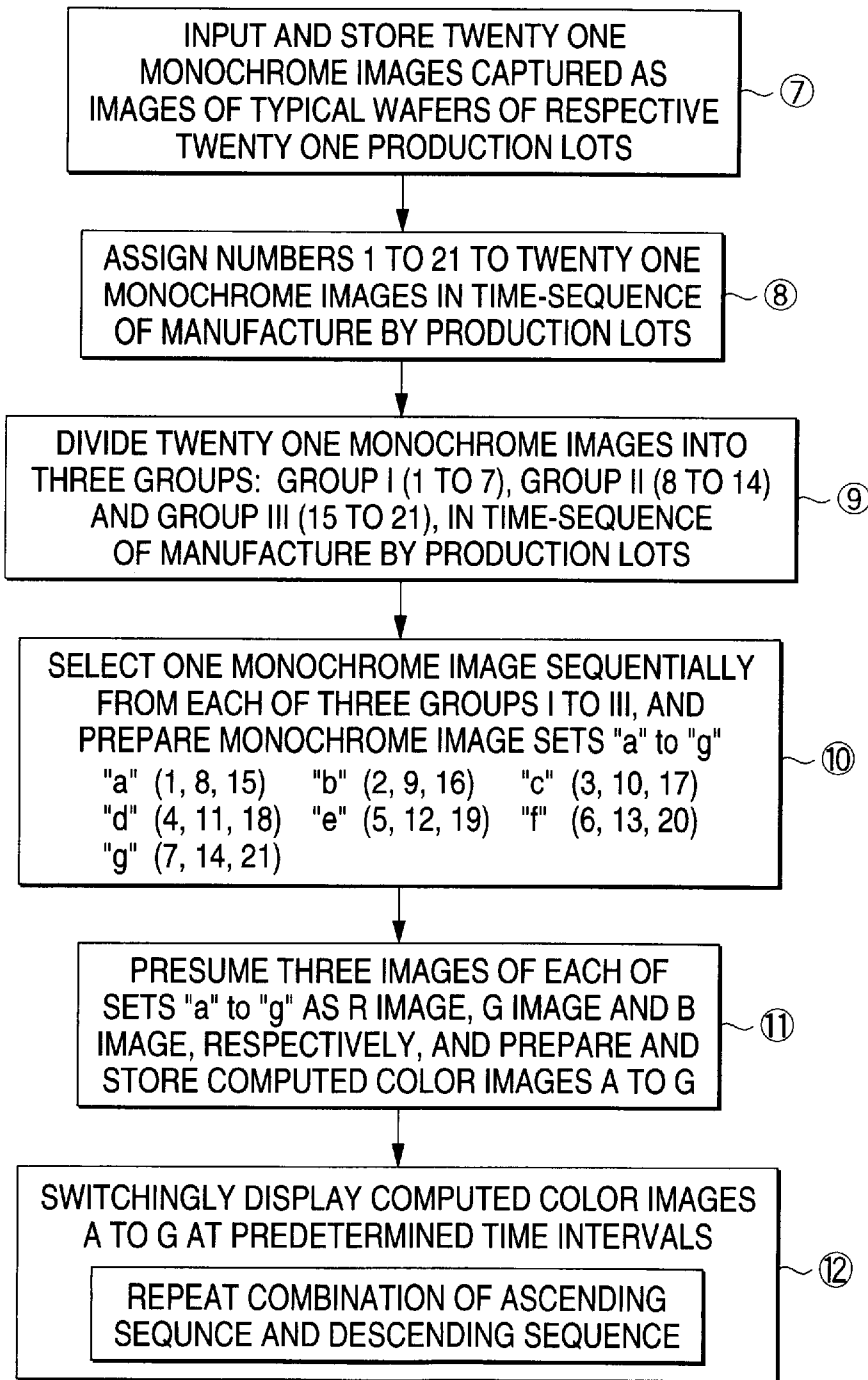 INPUT AND STORE TWENTY ONE
MONOCHROME IMAGES CAPTURED AS
IMAGES OF TYPICAL WAFERS OF RESPECTIVE
TWENTY ONE PRODUCTION LOTS
⑦
ASSIGN NUMBERS 1 TO 21 TO TWENTY ONE
MONOCHROME IMAGES IN TIME-SEQUENCE
OF MANUFACTURE BY PRODUCTION LOTS
⑧
DIVIDE TWENTY ONE MONOCHROME IMAGES INTO
THREE GROUPS: GROUP I (1 TO 7), GROUP II (8 TO 14)
AND GROUP III (15 TO 21), IN TIME-SEQUENCE
OF MANUFACTURE BY PRODUCTION LOTS
⑨
SELECT ONE MONOCHROME IMAGE SEQUENTIALLY
FROM EACH OF THREE GROUPS I TO III, AND
PREPARE MONOCHROME IMAGE SETS "a" to "g"
"a" (1, 8, 15) "b" (2, 9, 16) "c" (3, 10, 17)
"d" (4, 11, 18) "e" (5, 12, 19) "f" (6, 13, 20)
"g" (7, 14, 21)
⑩
PRESUME THREE IMAGES OF EACH OF
SETS "a" to "g" AS R IMAGE, G IMAGE AND B
IMAGE, RESPECTIVELY, AND PREPARE AND
STORE COMPUTED COLOR IMAGES A TO G
⑪
SWITCHINGLY DISPLAY COMPUTED COLOR IMAGES
A TO G AT PREDETERMINED TIME INTERVALS
⑫
REPEAT COMBINATION OF ASCENDING
SEQUNCE AND DESCENDING SEQUENCE